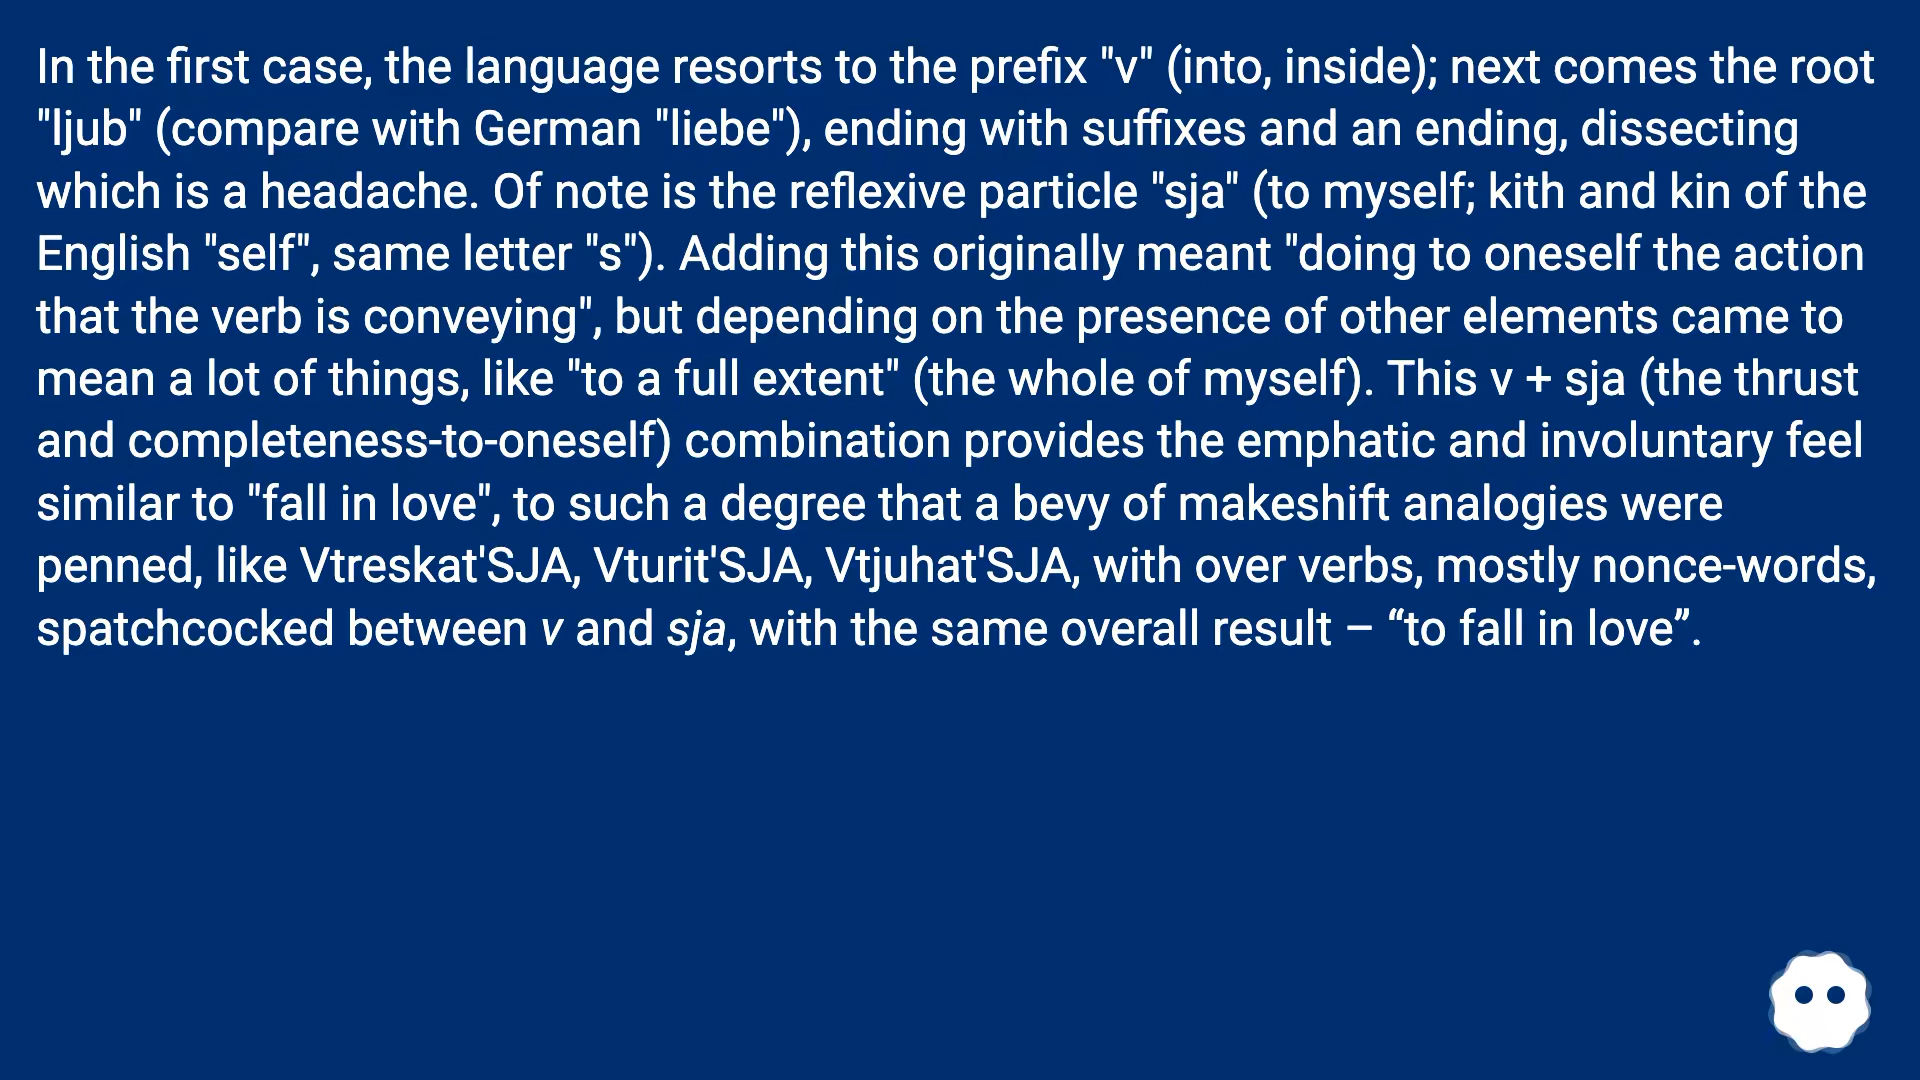 In the first case, the language resorts to the prefix "v" (into, inside); next comes the root
"ljub" (compare with German "liebe"), ending with suffixes and an ending, dissecting
which is a headache. Of note is the reflexive particle "sja" (to myself; kith and kin of the
English "self", same letter "s"). Adding this originally meant "doing to oneself the action
that the verb is conveying", but depending on the presence of other elements came to
mean a lot of things, like "to a full extent" (the whole of myself). This v + sja (the thrust
and completeness-to-oneself) combination provides the emphatic and involuntary feel
similar to "fall in love", to such a degree that a bevy of makeshift analogies were
penned, like Vtreskat'SJA, Vturit'SJA, Vtjuhat'SJA, with over verbs, mostly nonce-words,
spatchcocked between v and sja, with the same overall result – “to fall in love”.